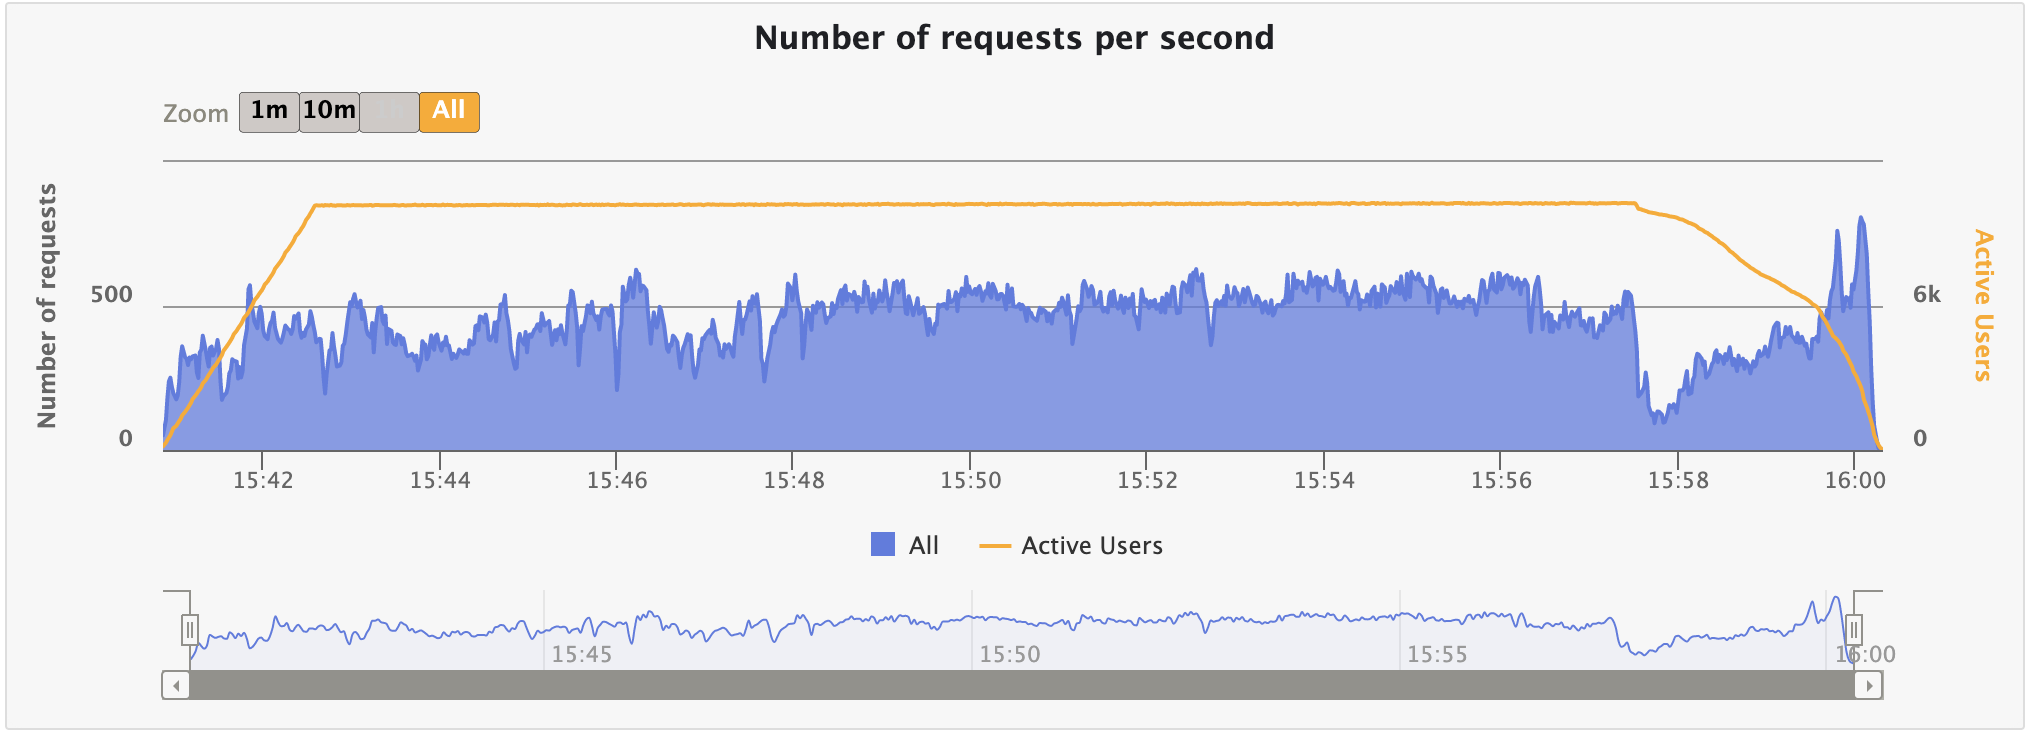 Number of requests per second
Zoom 1m 10m All
Number of requests
500
0
6k
0
Active Users
15:42 15:44 15:46 15:48 15:50 15:52 15:54 15:56 15:58 16:00
All Active Users
15:45 15:50 15:55 16:00